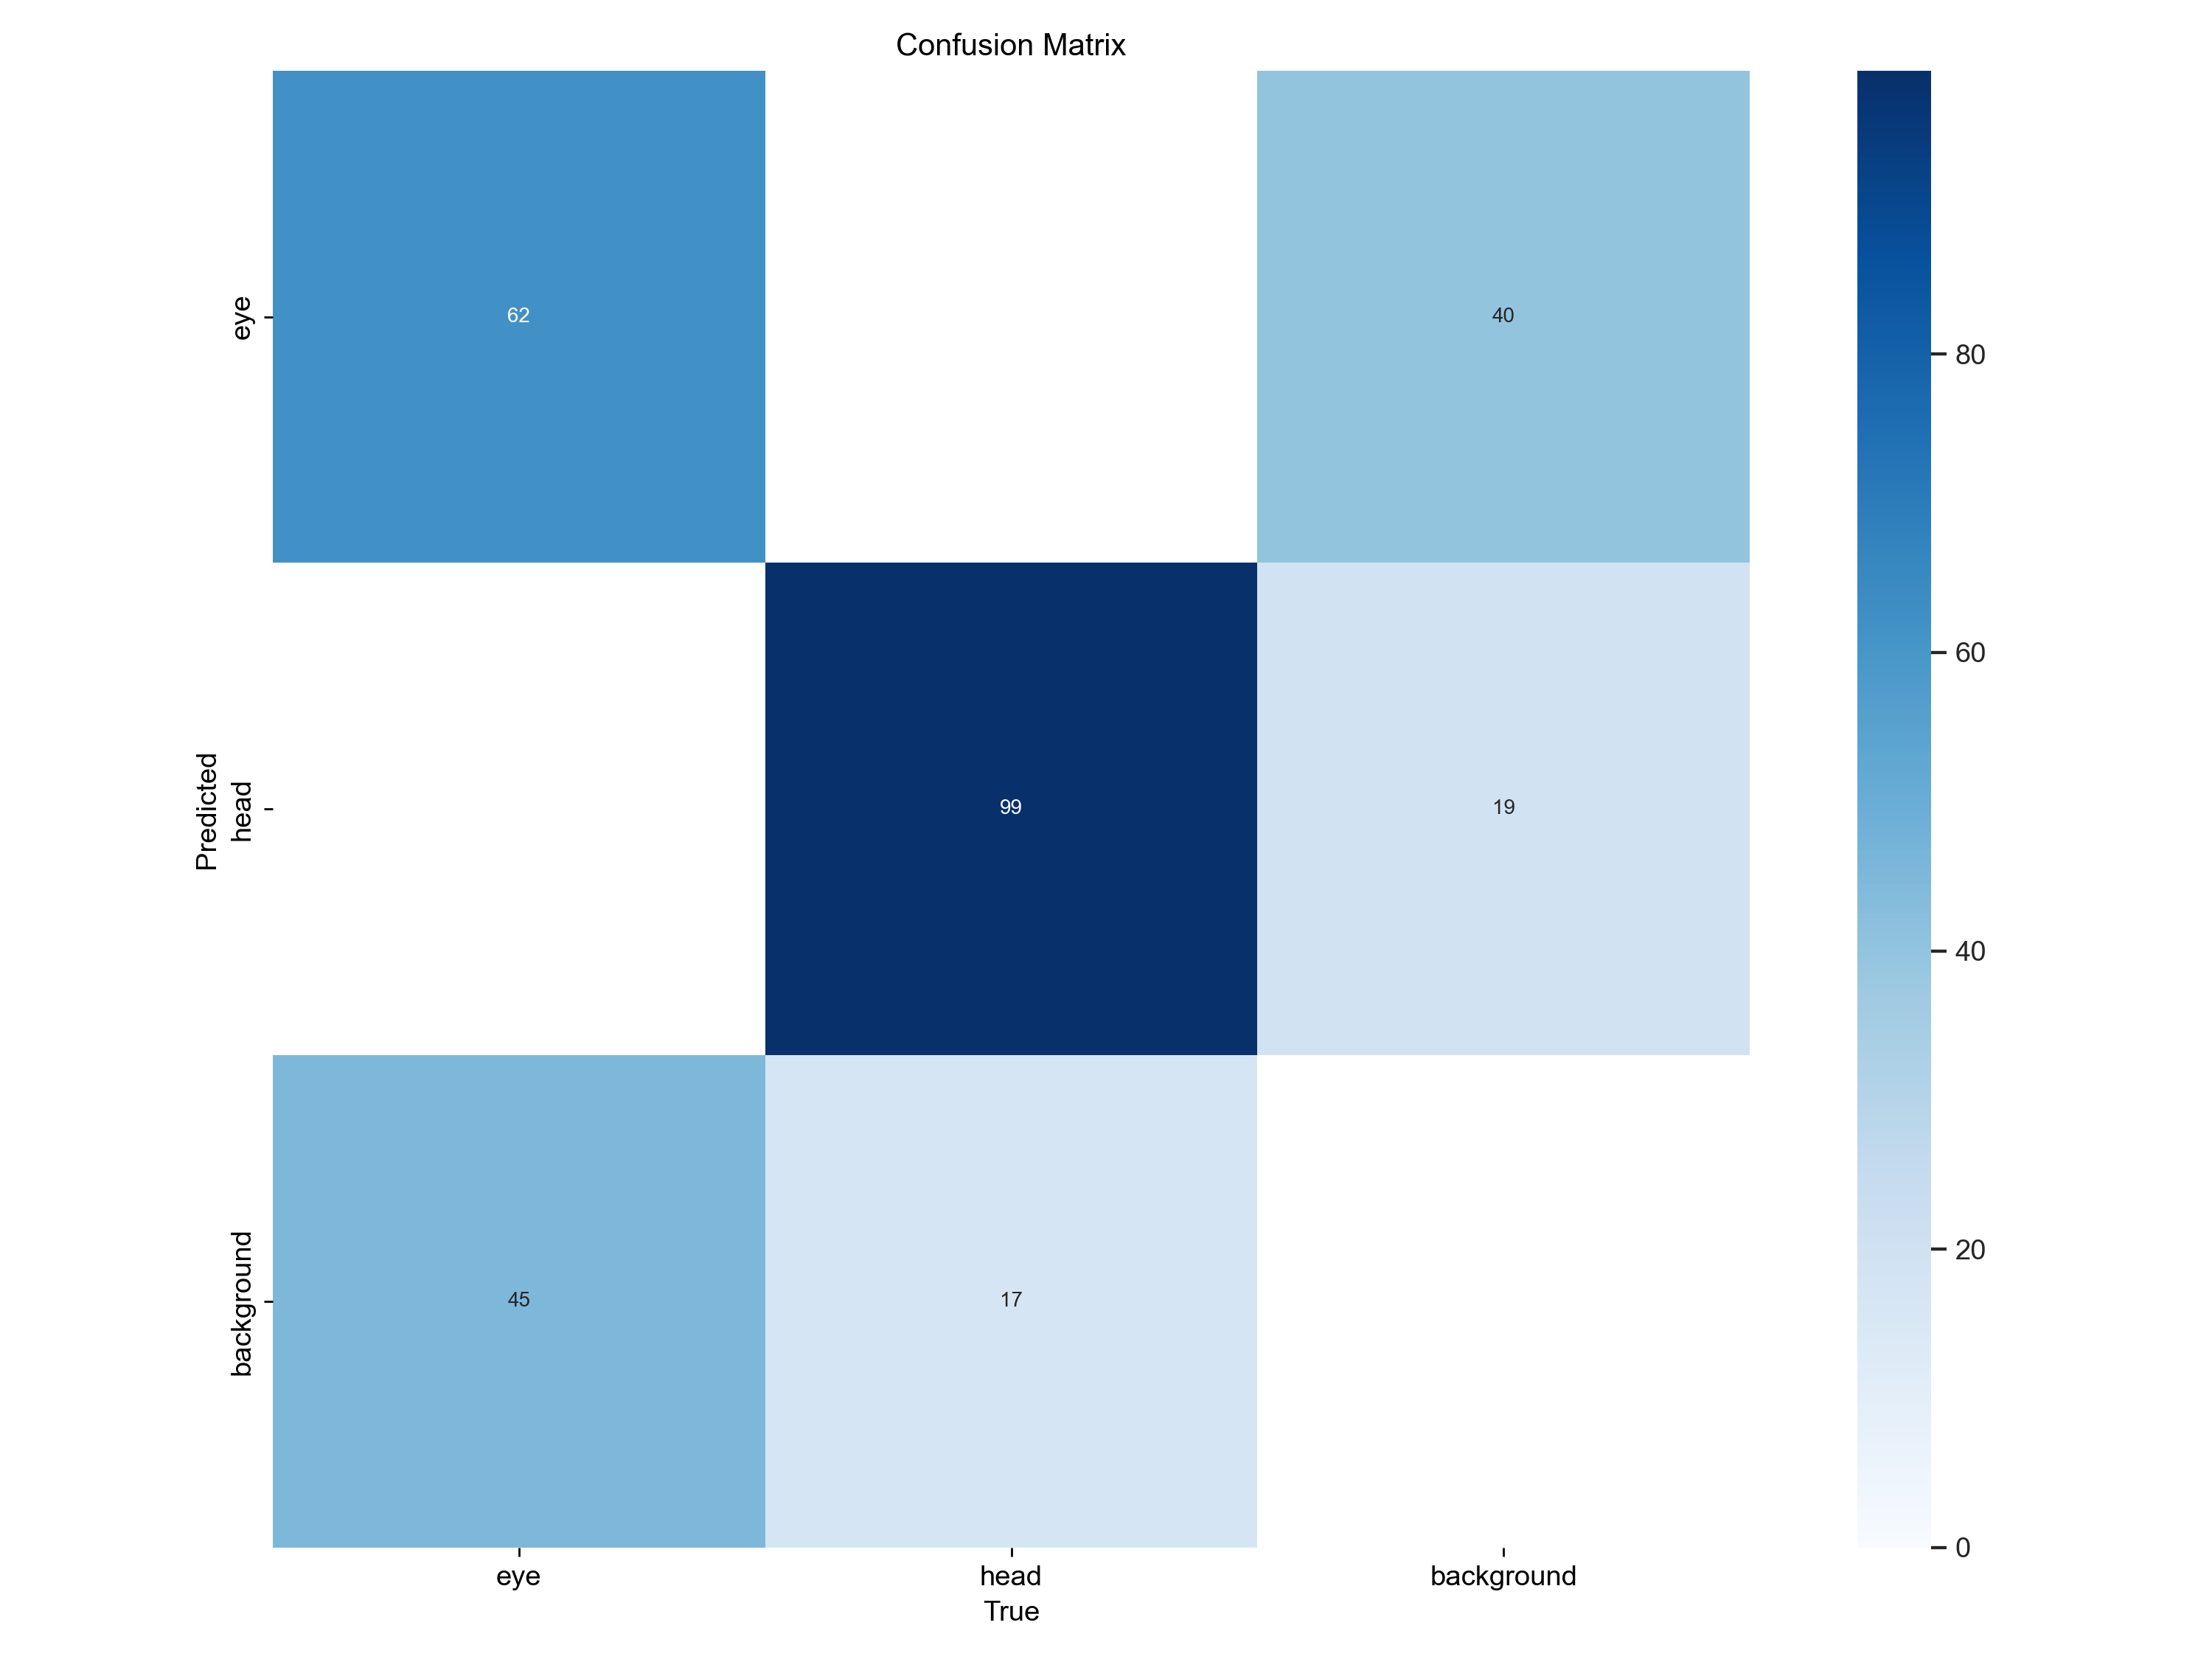 Confusion Matrix
eye
62
40
80
60
Predicted
head
99
19
40
background
45
17
20
0
eye
head
background
True